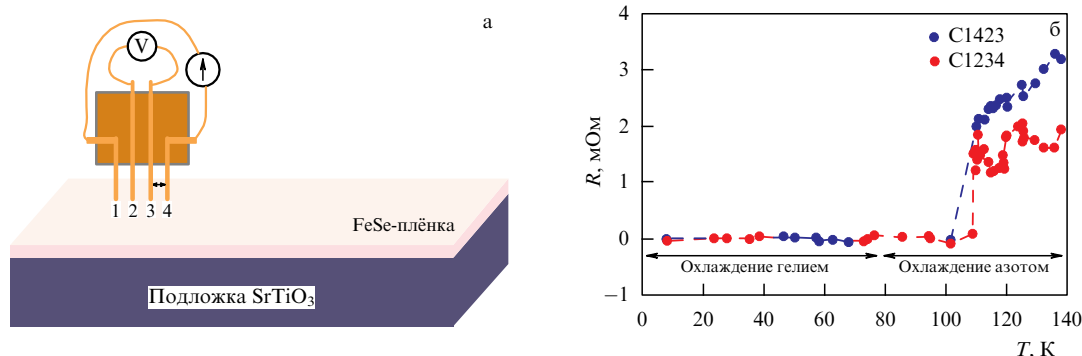 а
V
1 2 3 4
FeSe-плёнка
Подложка SrTiO3
б
C1423
C1234
R, мОм
4
3
2
1
0
−1
Охлаждение гелием
Охлаждение азотом
0 20 40 60 80 100 120 140
T, К